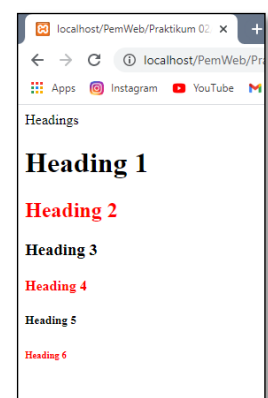 localhost/PemWeb/Praktikum 02
localhost/PemWeb/Pra
Apps Instagram YouTube
Headings
Heading 1
Heading 2
Heading 3
Heading 4
Heading 5
Heading 6